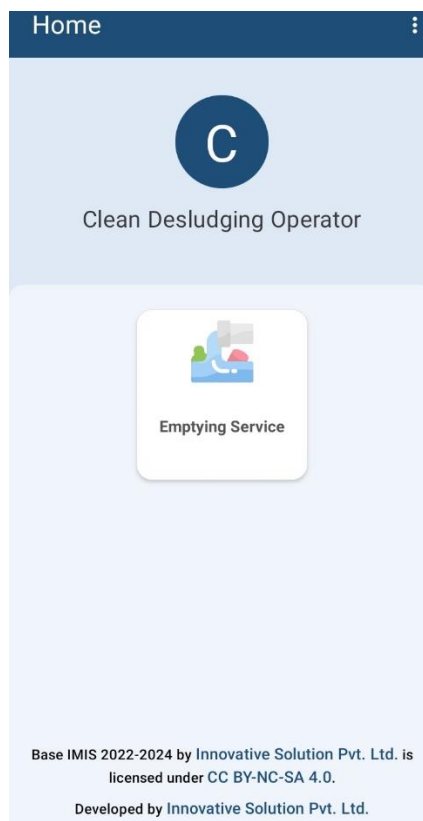 Home
C
Clean Desludging Operator
Emptying Service
Base IMIS 2022-2024 by Innovative Solution Pvt. Ltd. is
licensed under CC BY-NC-SA 4.0.
Developed by Innovative Solution Pvt. Ltd.